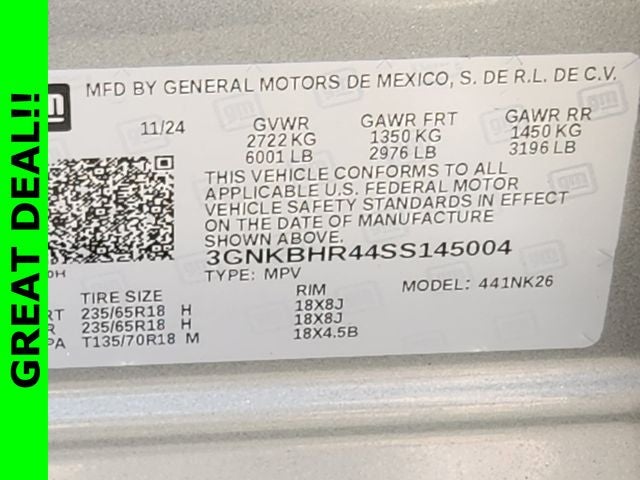 GREAT DEAL!!
gm
MFD BY GENERAL MOTORS DE MEXICO, S. DE R.L. DE C.V.
11/24 GVWR GAWR FRT GAWR RR
2722 KG 1350 KG 1450 KG
6001 LB 2976 LB 3196 LB
THIS VEHICLE CONFORMS TO ALL
APPLICABLE U.S. FEDERAL MOTOR
VEHICLE SAFETY STANDARDS IN EFFECT
ON THE DATE OF MANUFACTURE
SHOWN ABOVE.
3GNKBHR44SS145004
TYPE: MPV MODEL: 441NK26
TIRE SIZE RIM
RT 235/65R18 H 18X8J
R 235/65R18 H 18X8J
PA T135/70R18 M 18X4.5B